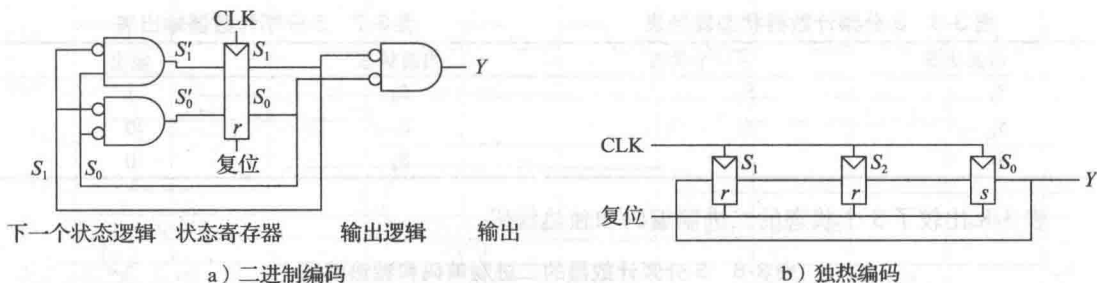 CLK
S₁′
S₁
Y
S₀′
S₀
r
复位
S₁
S₀
下一个状态逻辑
状态寄存器
输出逻辑
输出
a）二进制编码
CLK
S₁
S₂
S₀
Y
r
r
s
复位
b）独热编码